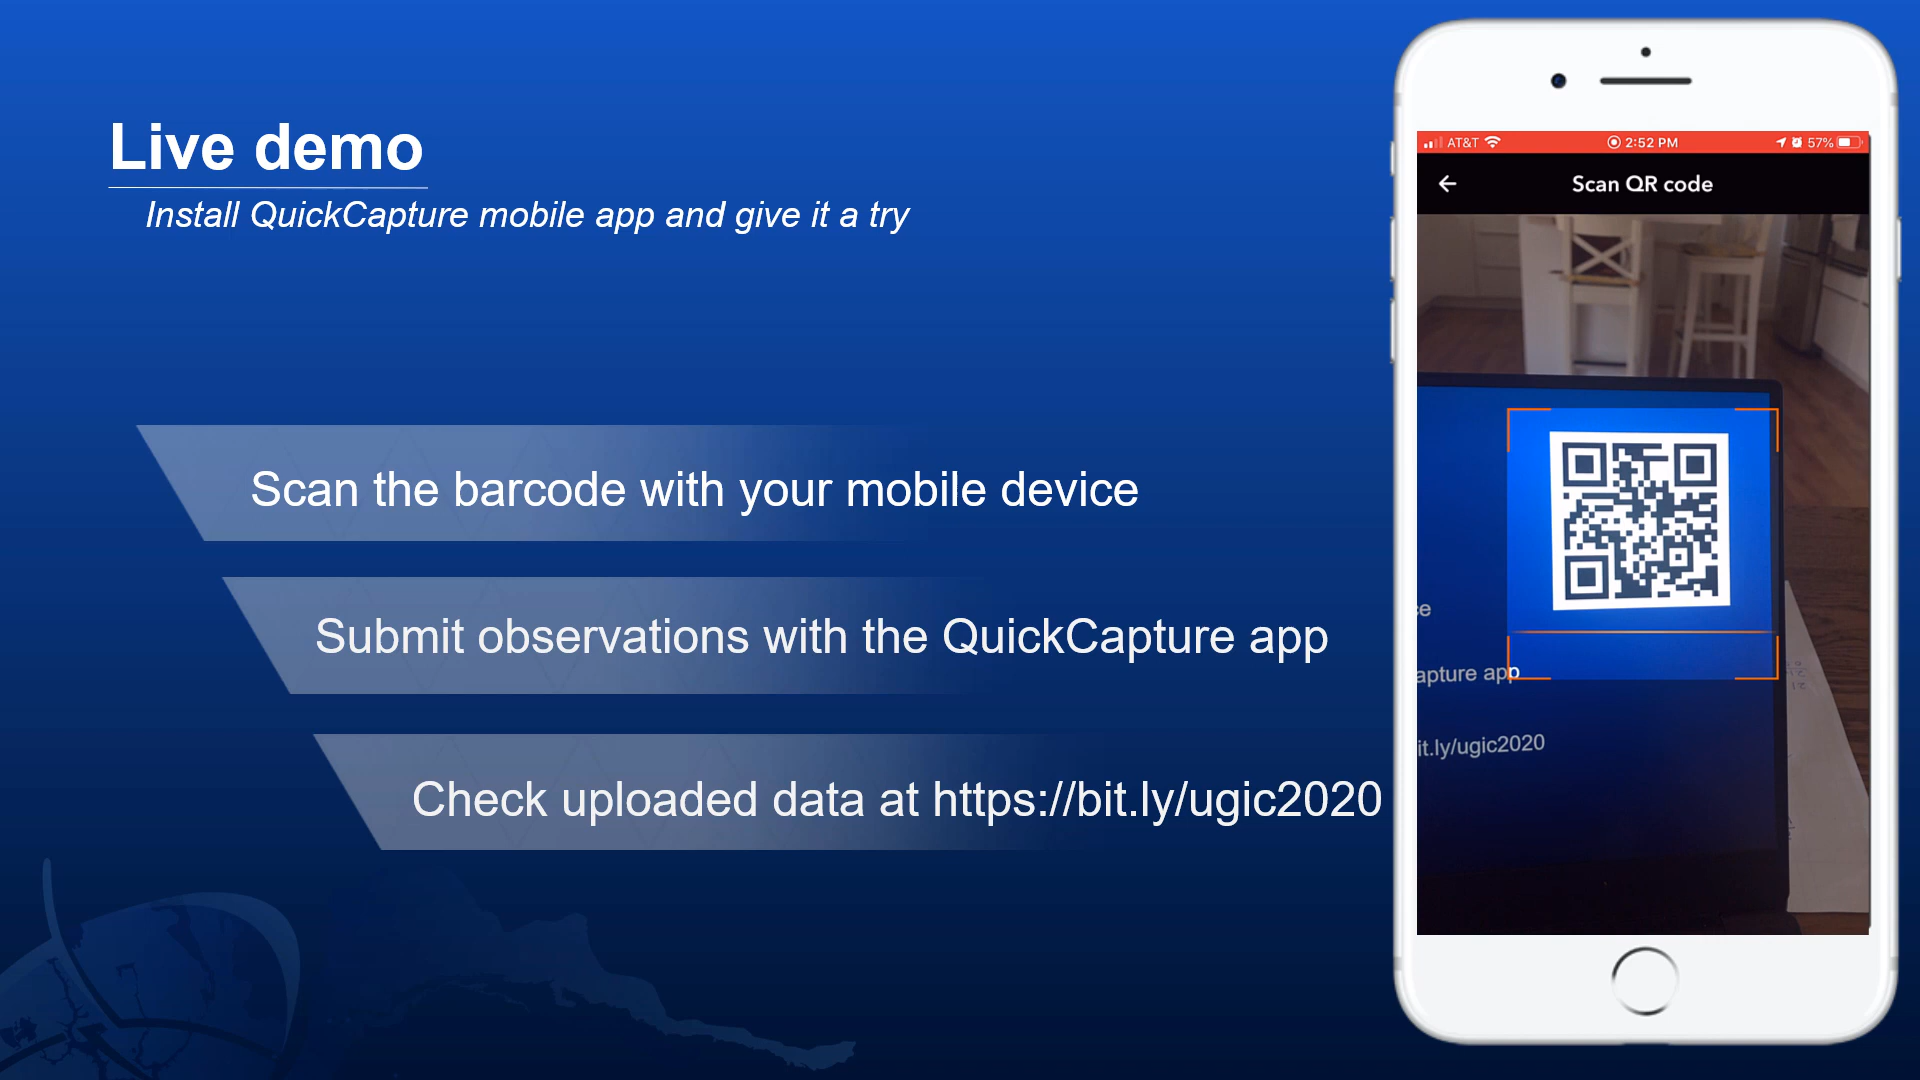 Live demo
Install QuickCapture mobile app and give it a try
Scan the barcode with your mobile device
Submit observations with the QuickCapture app
Check uploaded data at https://bit.ly/ugic2020
AT&T 2:52 PM 57%
Scan QR code
ce
apture app
it.ly/ugic2020